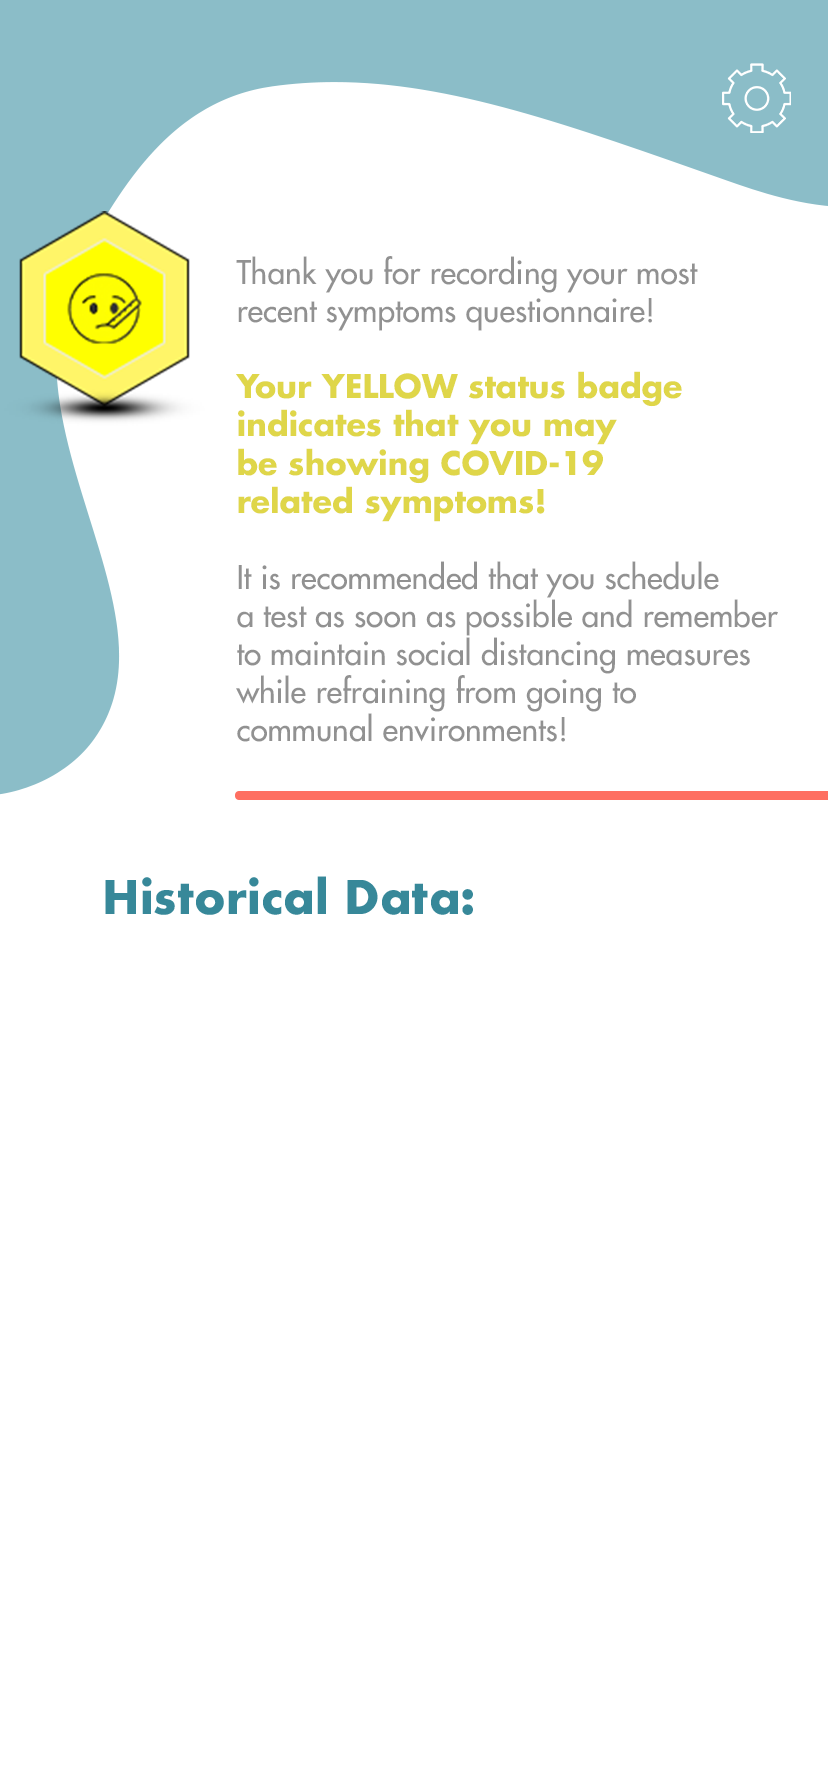 Thank you for recording your most
recent symptoms questionnaire!
Your YELLOW status badge
indicates that you may
be showing COVID-19
related symptoms!
It is recommended that you schedule
a test as soon as possible and remember
to maintain social distancing measures
while refraining from going to
communal environments!
Historical Data: